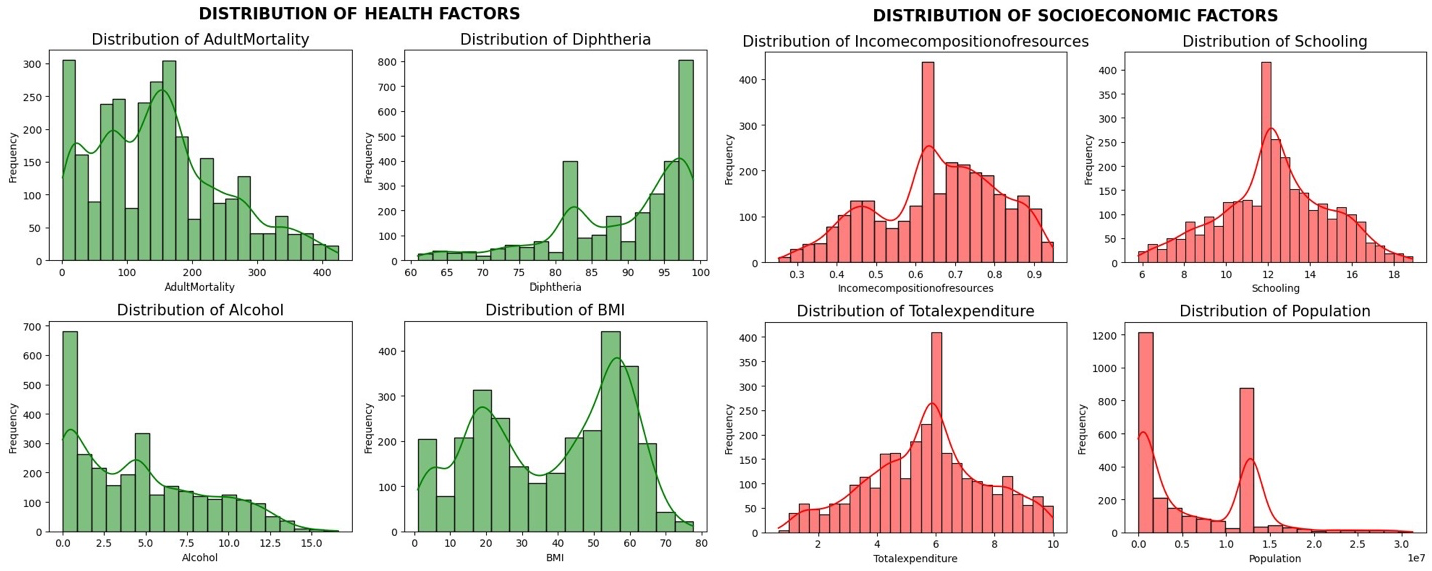 DISTRIBUTION OF HEALTH FACTORS
DISTRIBUTION OF SOCIOECONOMIC FACTORS
Distribution of AdultMortality
300
250
200
150
100
50
0
Frequency
0 100 200 300 400
AdultMortality
Distribution of Diphtheria
800
700
600
500
400
300
200
100
0
Frequency
60 65 70 75 80 85 90 95 100
Diphtheria
Distribution of Incomecompositionofresources
400
300
200
100
0
Frequency
0.3 0.4 0.5 0.6 0.7 0.8 0.9
Incomecompositionofresources
Distribution of Schooling
400
350
300
250
200
150
100
50
0
Frequency
6 8 10 12 14 16 18
Schooling
Distribution of Alcohol
700
600
500
400
300
200
100
0
Frequency
0.0 2.5 5.0 7.5 10.0 12.5 15.0
Alcohol
Distribution of BMI
400
300
200
100
0
Frequency
0 10 20 30 40 50 60 70 80
BMI
Distribution of Totalexpenditure
400
350
300
250
200
150
100
50
0
Frequency
2 4 6 8 10
Totalexpenditure
Distribution of Population
1200
1000
800
600
400
200
0
Frequency
0.0 0.5 1.0 1.5 2.0 2.5 3.0
1e7
Population